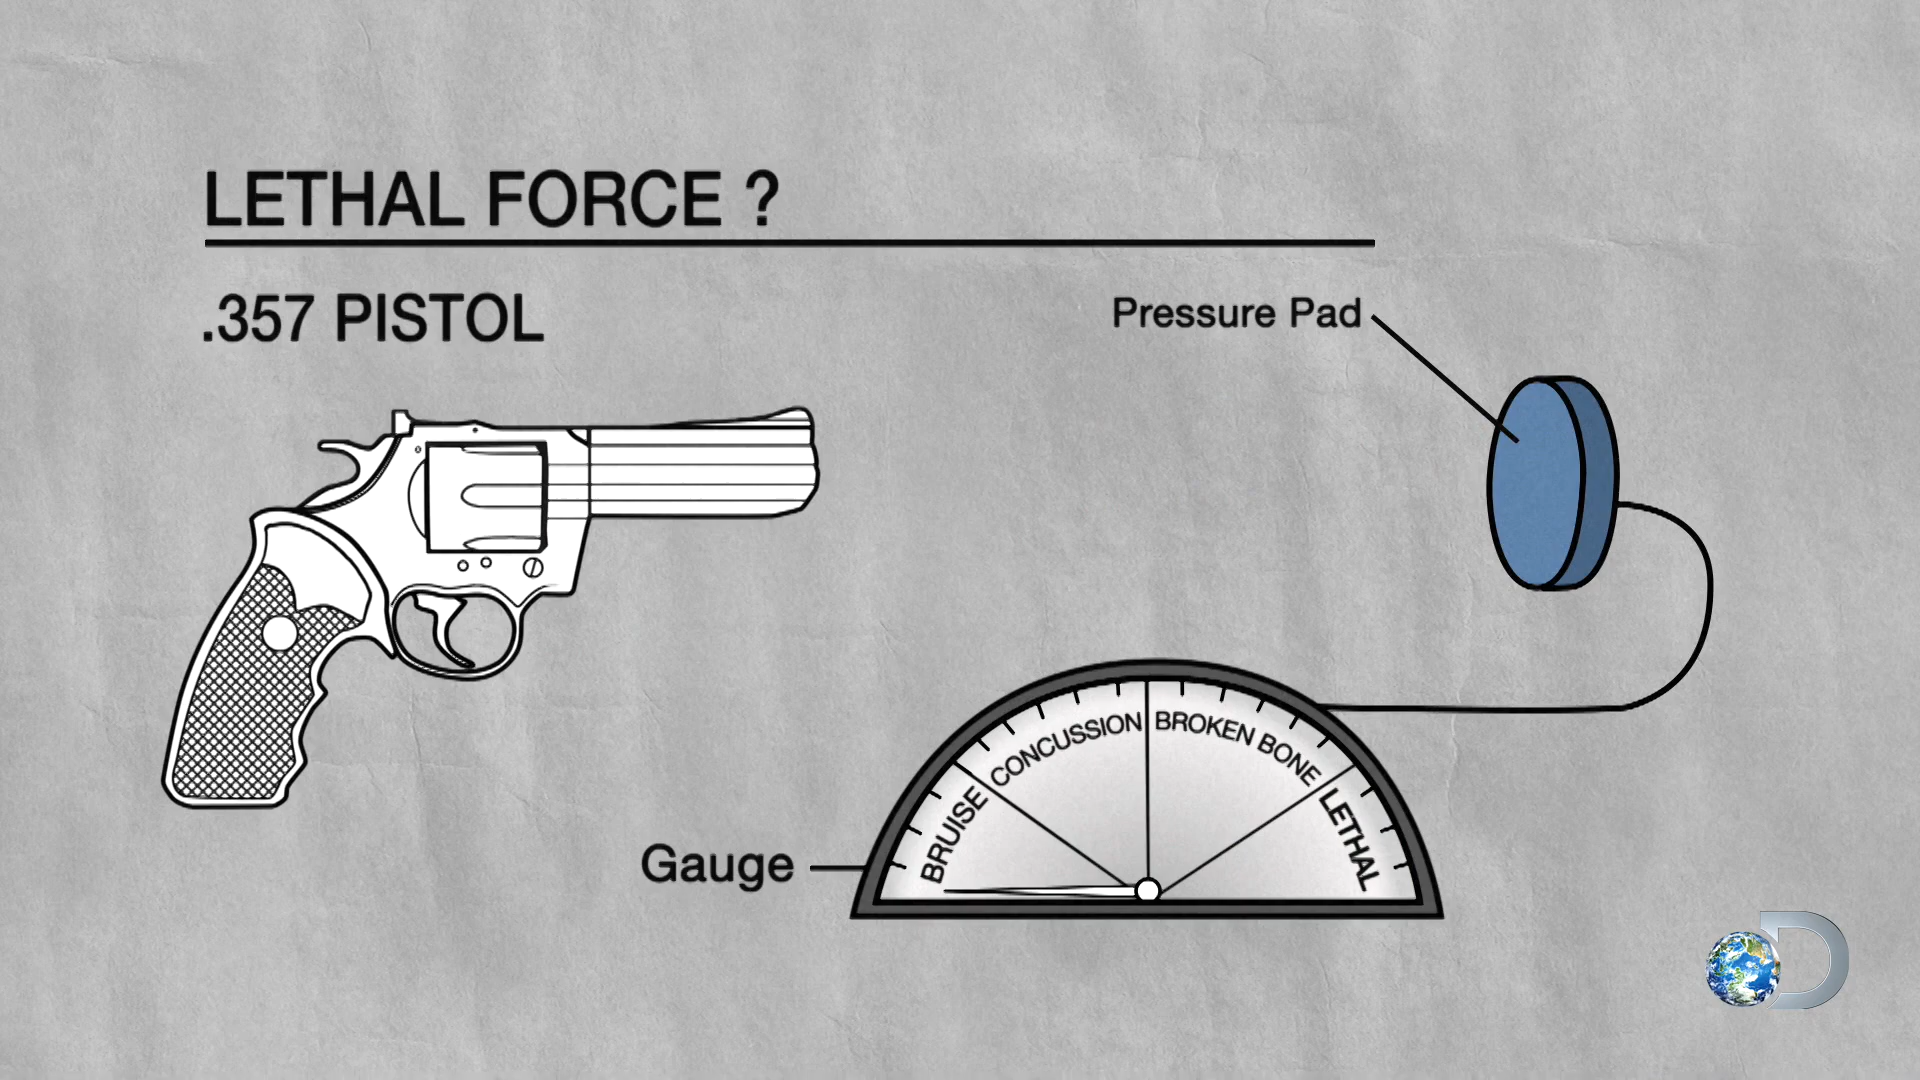 LETHAL FORCE ?
.357 PISTOL
Pressure Pad
Gauge
BRUISE
CONCUSSION
BROKEN BONE
LETHAL
D